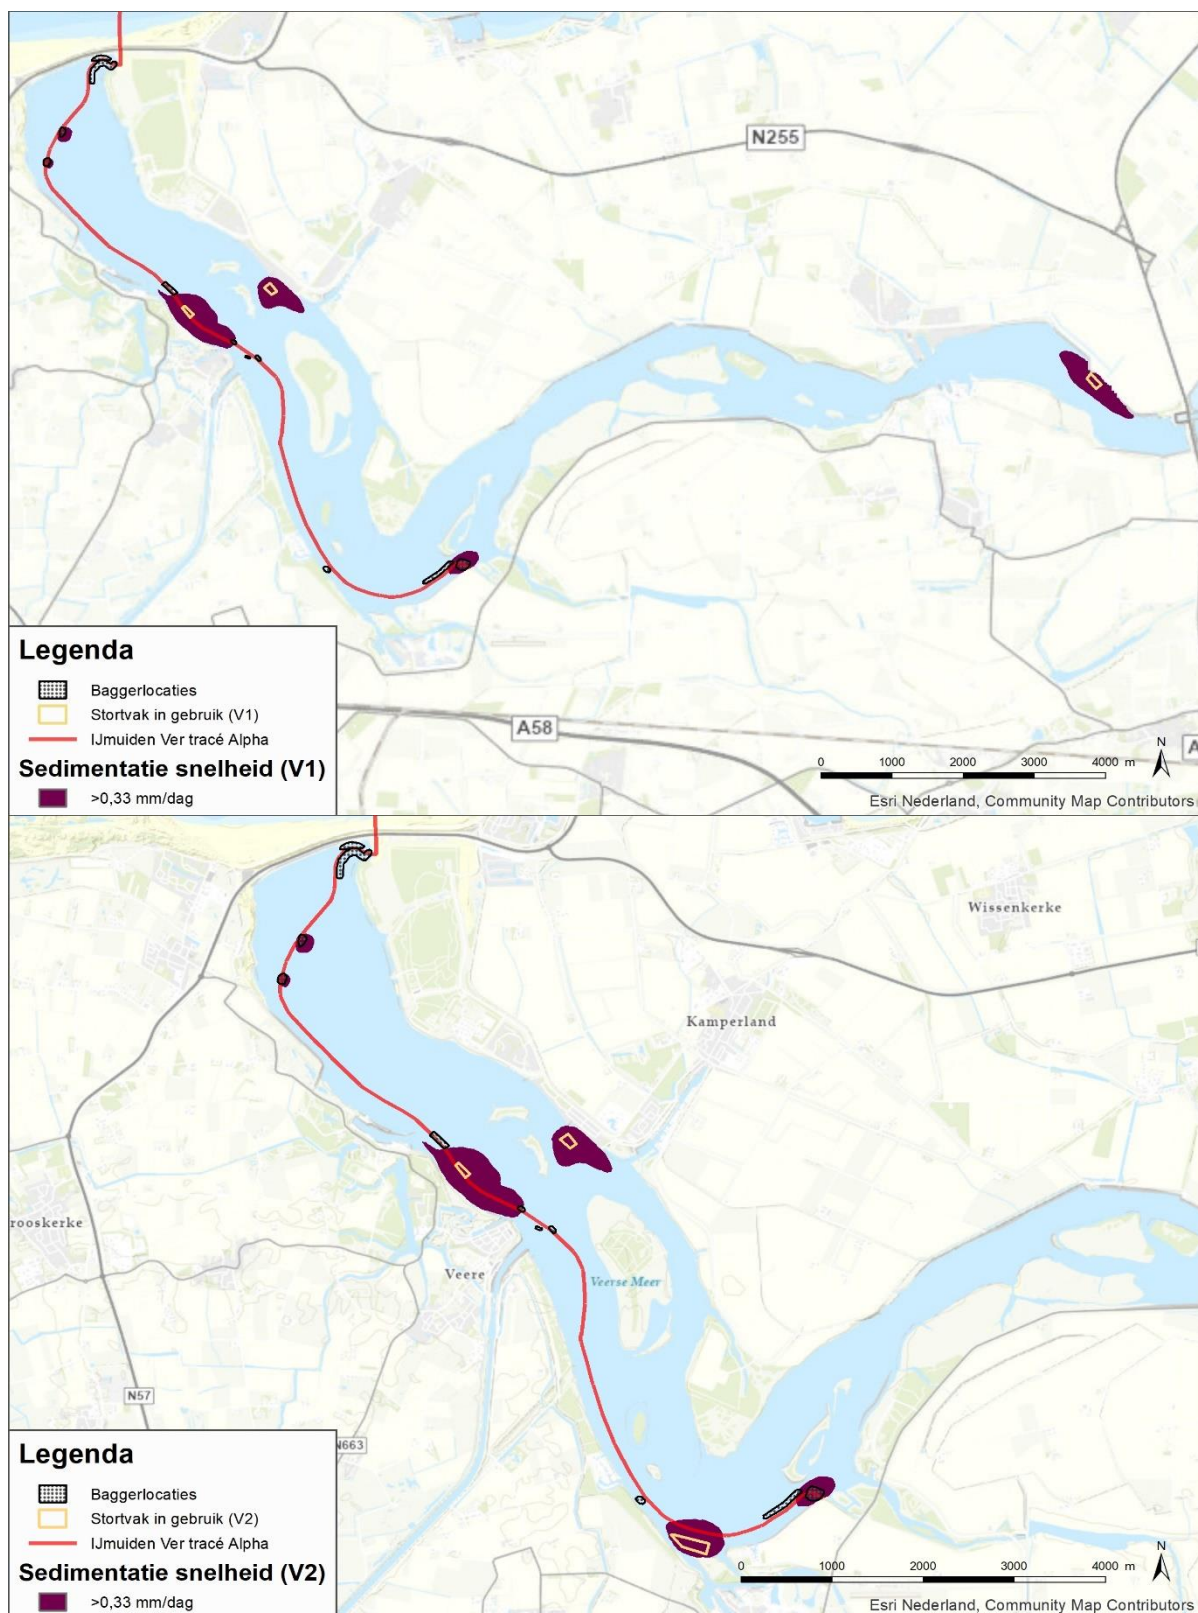 N255
A58
A
Legenda
Baggerlocaties
Stortvak in gebruik (V1)
IJmuiden Ver tracé Alpha
Sedimentatie snelheid (V1)
>0,33 mm/dag
0 1000 2000 3000 4000 m
N
Esri Nederland, Community Map Contributors
Wissenkerke
Kamperland
rooskerke
Veere
Veerse Meer
N57
N663
Legenda
Baggerlocaties
Stortvak in gebruik (V2)
IJmuiden Ver tracé Alpha
Sedimentatie snelheid (V2)
>0,33 mm/dag
0 1000 2000 3000 4000 m
N
Esri Nederland, Community Map Contributors